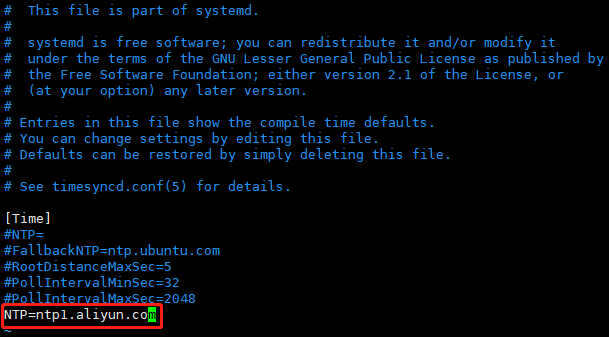 #  This file is part of systemd.
#
#  systemd is free software; you can redistribute it and/or modify it
#  under the terms of the GNU Lesser General Public License as published by
#  the Free Software Foundation; either version 2.1 of the License, or
#  (at your option) any later version.
#
# Entries in this file show the compile time defaults.
# You can change settings by editing this file.
# Defaults can be restored by simply deleting this file.
#
# See timesyncd.conf(5) for details.

[Time]
#NTP=
#FallbackNTP=ntp.ubuntu.com
#RootDistanceMaxSec=5
#PollIntervalMinSec=32
#PollIntervalMaxSec=2048
NTP=ntp1.aliyun.com
~